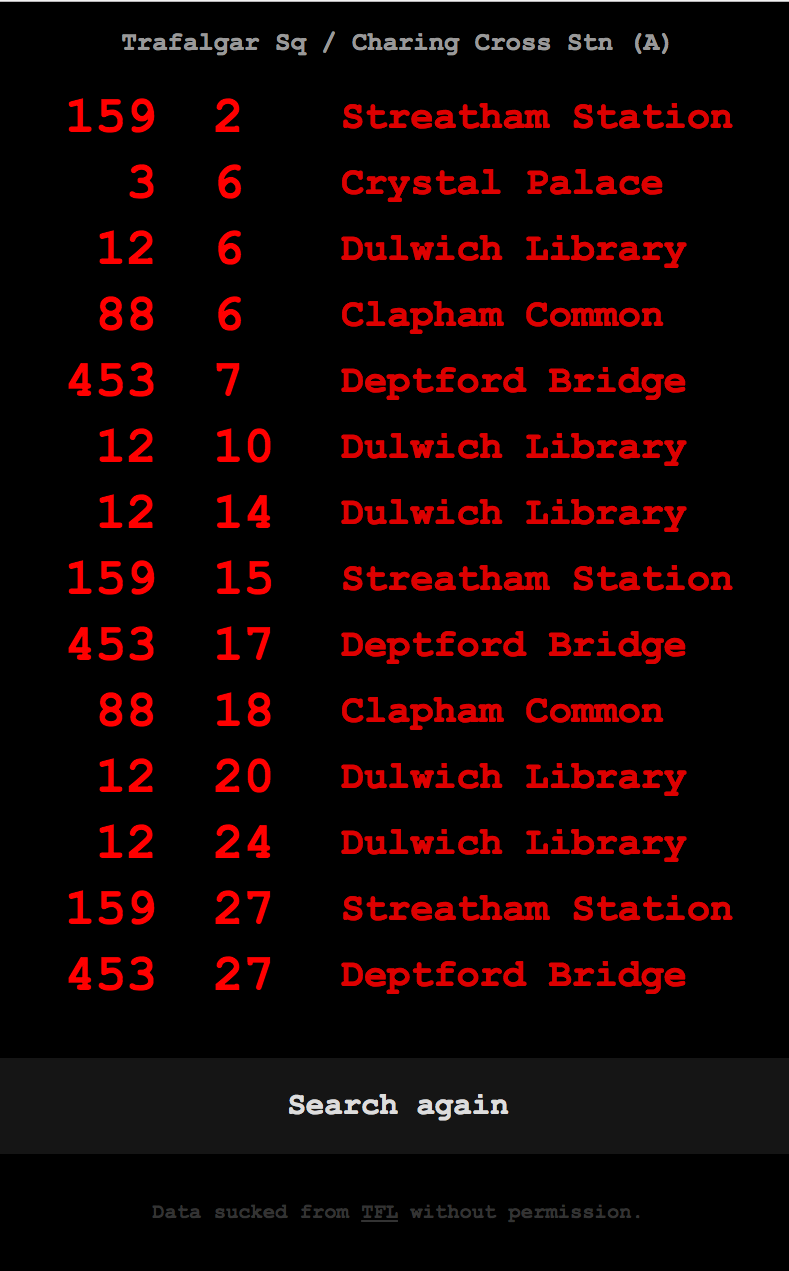 Trafalgar Sq / Charing Cross Stn (A)
159 2 Streatham Station
3 6 Crystal Palace
12 6 Dulwich Library
88 6 Clapham Common
453 7 Deptford Bridge
12 10 Dulwich Library
12 14 Dulwich Library
159 15 Streatham Station
453 17 Deptford Bridge
88 18 Clapham Common
12 20 Dulwich Library
12 24 Dulwich Library
159 27 Streatham Station
453 27 Deptford Bridge
Search again
Data sucked from TFL without permission.